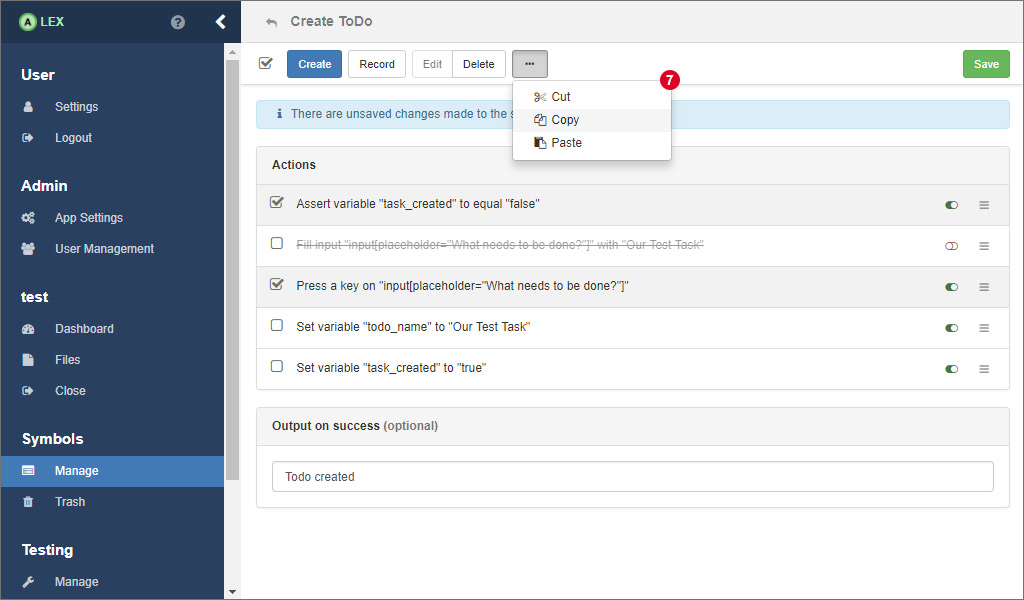 A LEX
?
Create ToDo
Create Record Edit Delete ··· Save
7
Cut
Copy
Paste
There are unsaved changes made to the s
User
Settings
Logout
Admin
App Settings
User Management
test
Dashboard
Files
Close
Symbols
Manage
Trash
Testing
Manage
Actions
Assert variable "task_created" to equal "false"
Fill input "input[placeholder="What needs to be done?"]" with "Our Test Task"
Press a key on "input[placeholder="What needs to be done?"]"
Set variable "todo_name" to "Our Test Task"
Set variable "task_created" to "true"
Output on success (optional)
Todo created